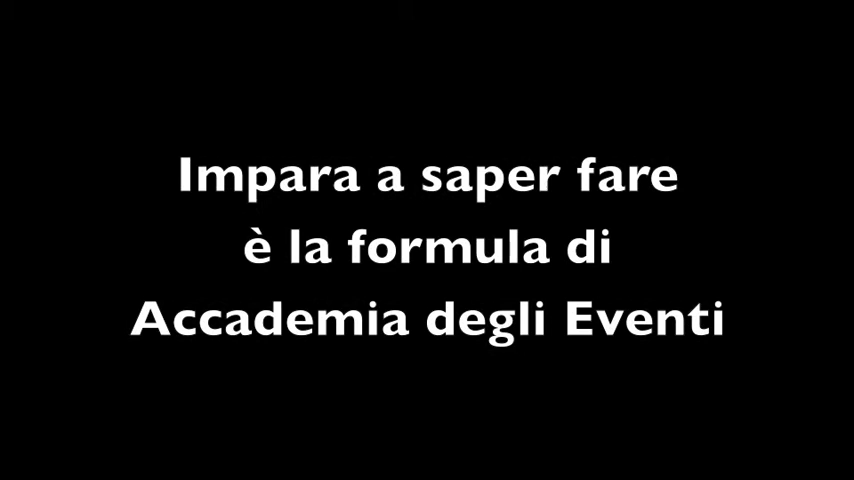 Impara a saper fare
è la formula di
Accademia degli Eventi